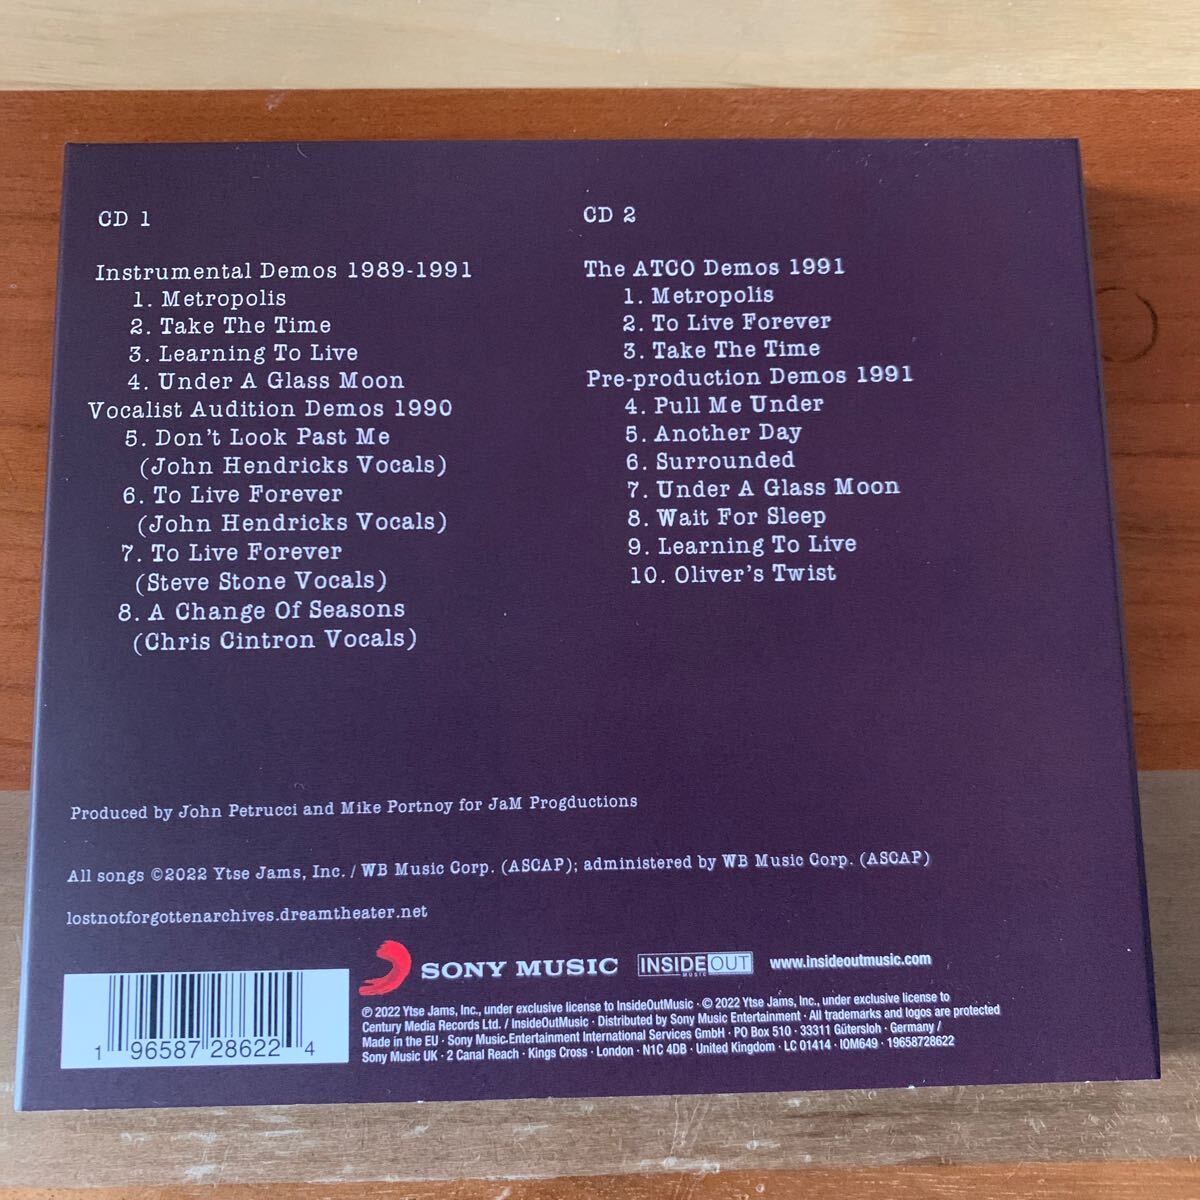 CD 1
Instrumental Demos 1989-1991
1. Metropolis
2. Take The Time
3. Learning To Live
4. Under A Glass Moon
Vocalist Audition Demos 1990
5. Don't Look Past Me
(John Hendricks Vocals)
6. To Live Forever
(John Hendricks Vocals)
7. To Live Forever
(Steve Stone Vocals)
8. A Change Of Seasons
(Chris Cintron Vocals)
CD 2
The ATCO Demos 1991
1. Metropolis
2. To Live Forever
3. Take The Time
Pre-production Demos 1991
4. Pull Me Under
5. Another Day
6. Surrounded
7. Under A Glass Moon
8. Wait For Sleep
9. Learning To Live
10. Oliver's Twist
Produced by John Petrucci and Mike Portnoy for JaM Progductions
All songs ©2022 Ytse Jams, Inc. / WB Music Corp. (ASCAP); administered by WB Music Corp. (ASCAP)
lostnotforgottenarchives.dreamtheater.net
SONY MUSIC INSIDEOUT MUSIC www.insideoutmusic.com
℗ 2022 Ytse Jams, Inc., under exclusive license to InsideOutMusic · © 2022 Ytse Jams, Inc., under exclusive license to
Century Media Records Ltd. / InsideOutMusic · Distributed by Sony Music Entertainment · All trademarks and logos are protected
Made in the EU · Sony Music Entertainment International Services GmbH · PO Box 510 · 33311 Gütersloh · Germany /
Sony Music UK · 2 Canal Reach · Kings Cross · London · N1C 4DB · United Kingdom · LC 01414 · IOM649 · 19658728622
1 96587 28622 4